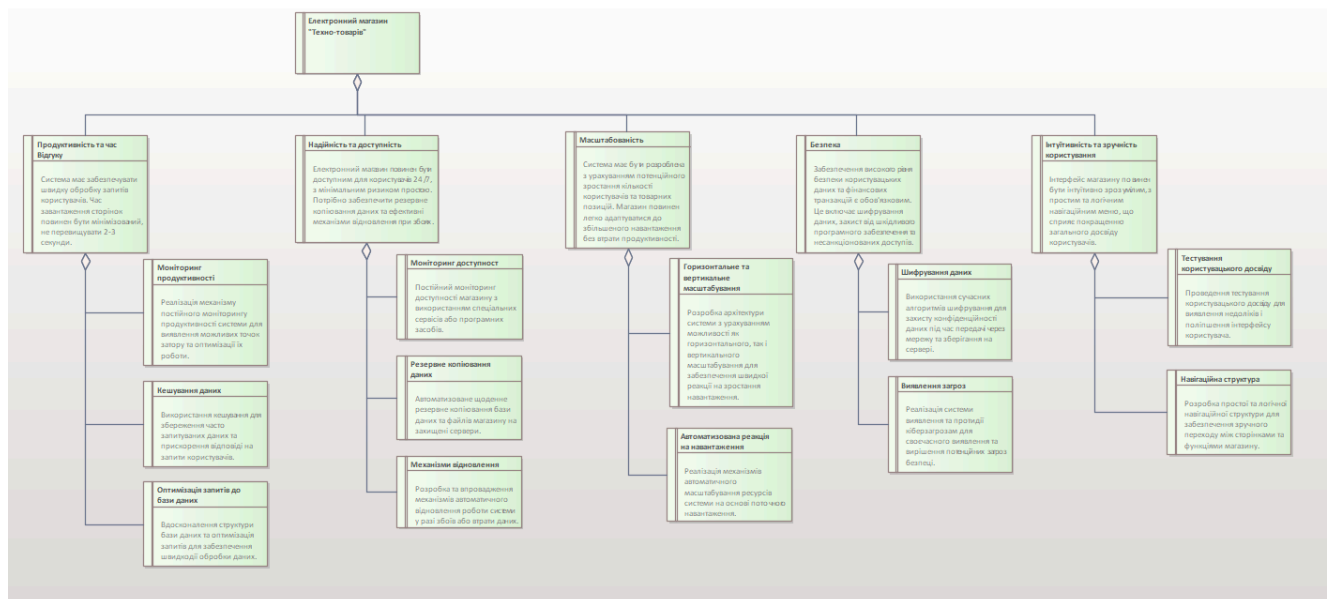 Електронний магазин
"Техно-товарів"
Продуктивність та час
Відгуку
Система має забезпечувати
швидку обробку запитів
користувачів. Час
завантаження сторінок
повинен бути мінімізований,
не перевищувати 2-3
секунди.
Моніторинг
продуктивності
Реалізація механізму
постійного моніторингу
продуктивності системи для
виявлення можливих точок
затору та оптимізації їх
роботи.
Кешування даних
Використання кешування для
збереження часто
запитуваних даних та
прискорення відповіді на
запити користувачів.
Оптимізація запитів до
бази даних
Вдосконалення структури
бази даних та оптимізація
запитів для забезпечення
швидкодії обробки даних.
Надійність та доступність
Електронний магазин повинен бути
доступним для користувачів 24/7,
з мінімальним ризиком простою.
Потрібно забезпечити резервне
копіювання даних та ефективні
механізми відновлення при збоях.
Моніторинг доступност
Постійний моніторинг
доступності магазину з
використанням спеціальних
сервісів або програмних
засобів.
Резервне копіювання
даних
Автоматизоване щоденне
резервне копіювання бази
даних та файлів магазину на
захищені сервери.
Механізми відновлення
Розробка та впровадження
механізмів автоматичного
відновлення роботи системи
у разі збоїв або втрати даних.
Масштабованість
Система має бути розроблена
з урахуванням потенційного
зростання кількості
користувачів та товарних
позицій. Магазин повинен
легко адаптуватися до
збільшеного навантаження
без втрати продуктивності.
Горизонтальне та
вертикальне
масштабування
Розробка архітектури
системи з урахуванням
можливості як
горизонтального, так і
вертикального
масштабування для
забезпечення швидкої
реакції на зростання
навантаження.
Автоматизована реакція
на навантаження
Реалізація механізмів
автоматичного
масштабування ресурсів
системи на основі поточного
навантаження.
Безпека
Забезпечення високого рівня
безпеки користувацьких
даних та фінансових
транзакцій є обов'язковим.
Це включає шифрування
даних, захист від шкідливого
програмного забезпечення та
несанкціонованих доступів.
Шифрування даних
Використання сучасних
алгоритмів шифрування для
захисту конфіденційності
даних під час передачі через
мережу та зберігання на
сервері.
Виявлення загроз
Реалізація системи
виявлення та протидії
кіберзагрозам для
своєчасного виявлення та
вирішення потенційних загроз
безпеці.
Інтуїтивність та зручність
користування
Інтерфейс магазину повинен
бути інтуїтивно зрозумілим, з
простим та логічним
навігаційним меню, що
сприяє покращенню
загального досвіду
користувачів.
Тестування
користувацького досвіду
Проведення тестування
користувацького досвіду для
виявлення недоліків і
поліпшення інтерфейсу
користувача.
Навігаційна структура
Розробка простої та логічної
навігаційної структури для
забезпечення зручного
переходу між сторінками та
функціями магазину.